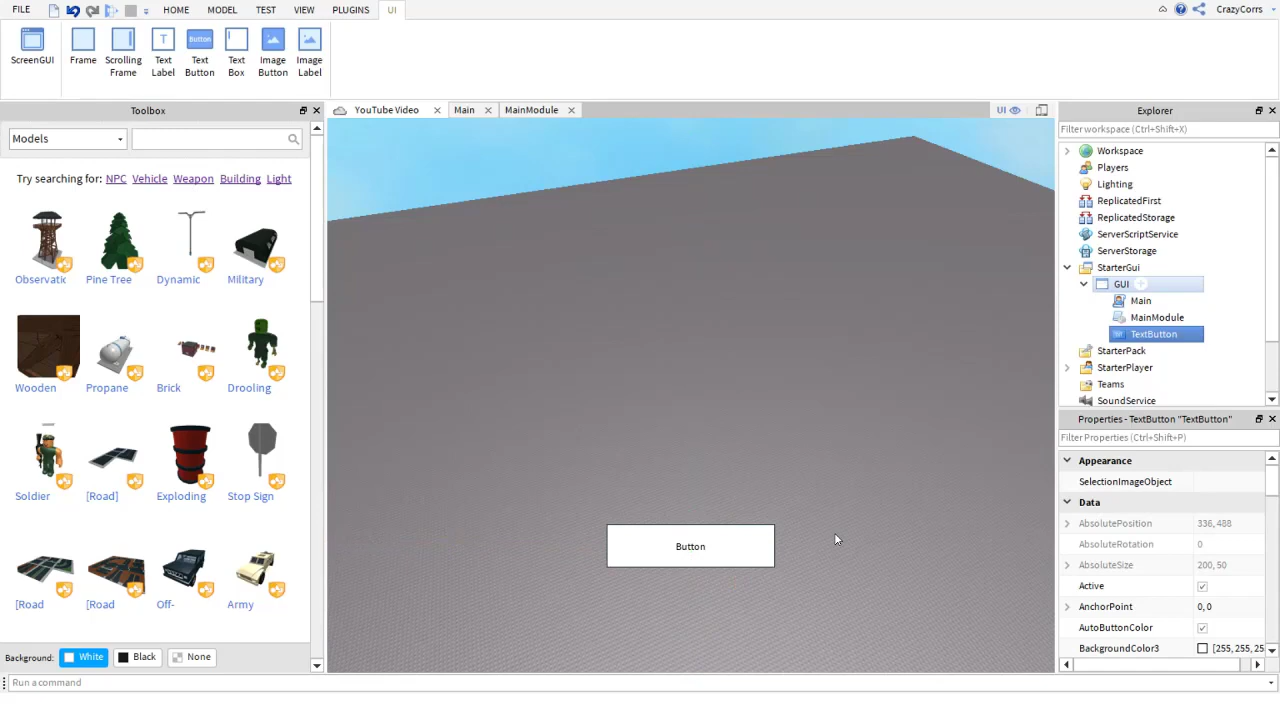 FILE HOME MODEL TEST VIEW PLUGINS UI CrazyCorrs
ScreenGUI Frame Scrolling Frame Text Label Button Text Button Text Box Image Button Image Label
Toolbox
Models
Try searching for: NPC Vehicle Weapon Building Light
Observatic Pine Tree Dynamic Military
Wooden Propane Brick Drooling
Soldier [Road] Exploding Stop Sign
[Road [Road Off- Army
Background: White Black None
Run a command
YouTube Video Main MainModule UI
Button
Explorer
Filter workspace (Ctrl+Shift+X)
Workspace
Players
Lighting
ReplicatedFirst
ReplicatedStorage
ServerScriptService
ServerStorage
StarterGui
GUI
Main
MainModule
TextButton
StarterPack
StarterPlayer
Teams
SoundService
Properties - TextButton "TextButton"
Filter Properties (Ctrl+Shift+P)
Appearance
SelectionImageObject
Data
AbsolutePosition 336, 488
AbsoluteRotation 0
AbsoluteSize 200, 50
Active
AnchorPoint 0, 0
AutoButtonColor
BackgroundColor3 [255, 255, 25